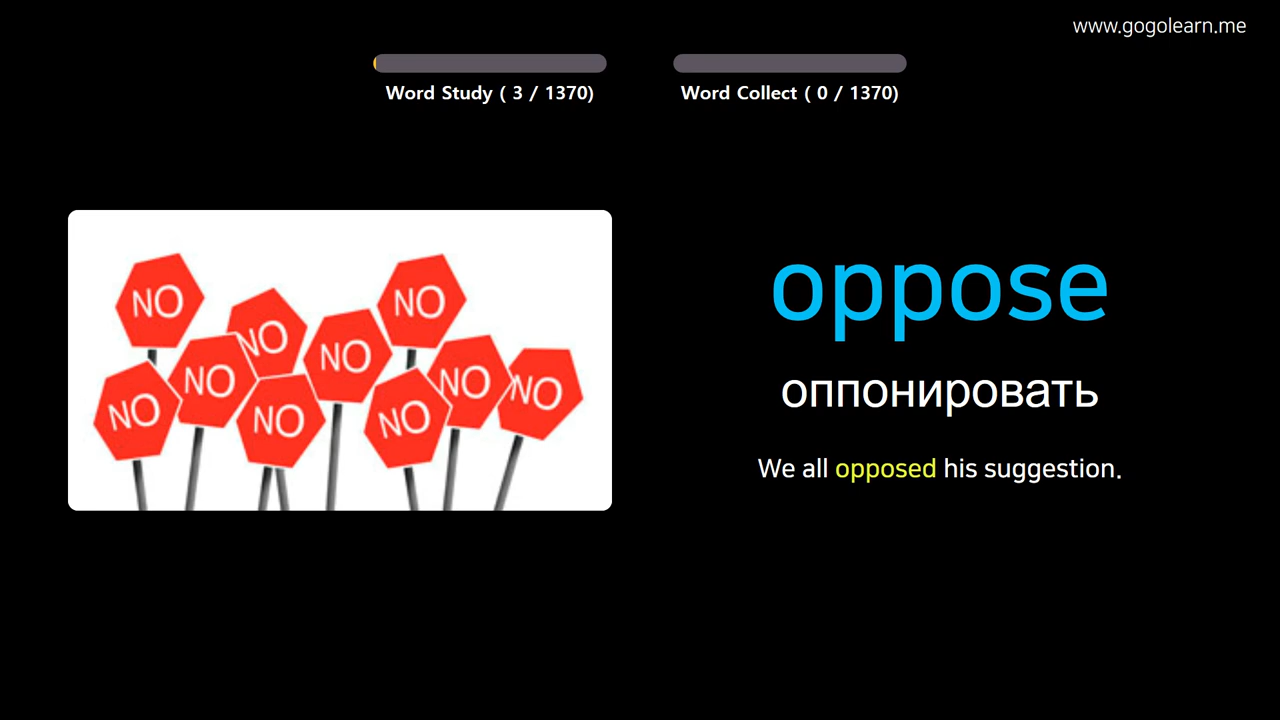 www.gogolearn.me
Word Study ( 3 / 1370)
Word Collect ( 0 / 1370)
NO
NO
NO
NO
NO
NO
NO
NO
NO
NO
oppose
оппонировать
We all opposed his suggestion.